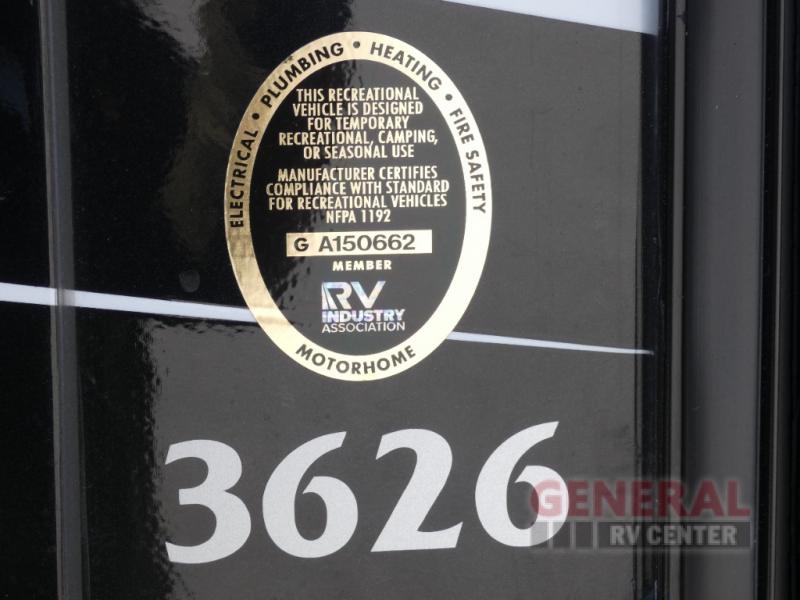 ELECTRICAL • PLUMBING • HEATING • FIRE SAFETY
THIS RECREATIONAL
VEHICLE IS DESIGNED
FOR TEMPORARY
RECREATIONAL, CAMPING,
OR SEASONAL USE
MANUFACTURER CERTIFIES
COMPLIANCE WITH STANDARD
FOR RECREATIONAL VEHICLES
NFPA 1192
G A150662
MEMBER
RV
INDUSTRY
ASSOCIATION
MOTORHOME
3626
GENERAL
RV CENTER